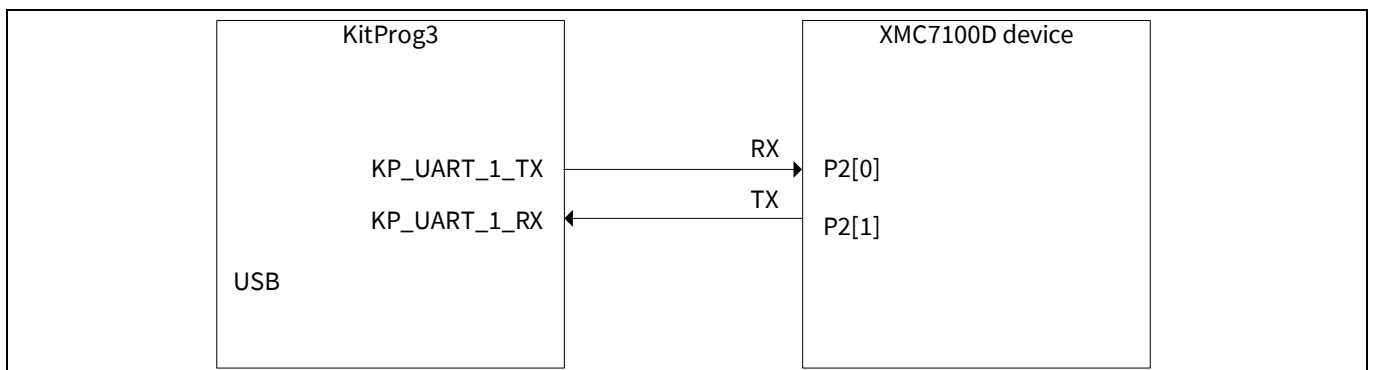 KitProg3
XMC7100D device
RX
KP_UART_1_TX
P2[0]
TX
KP_UART_1_RX
P2[1]
USB